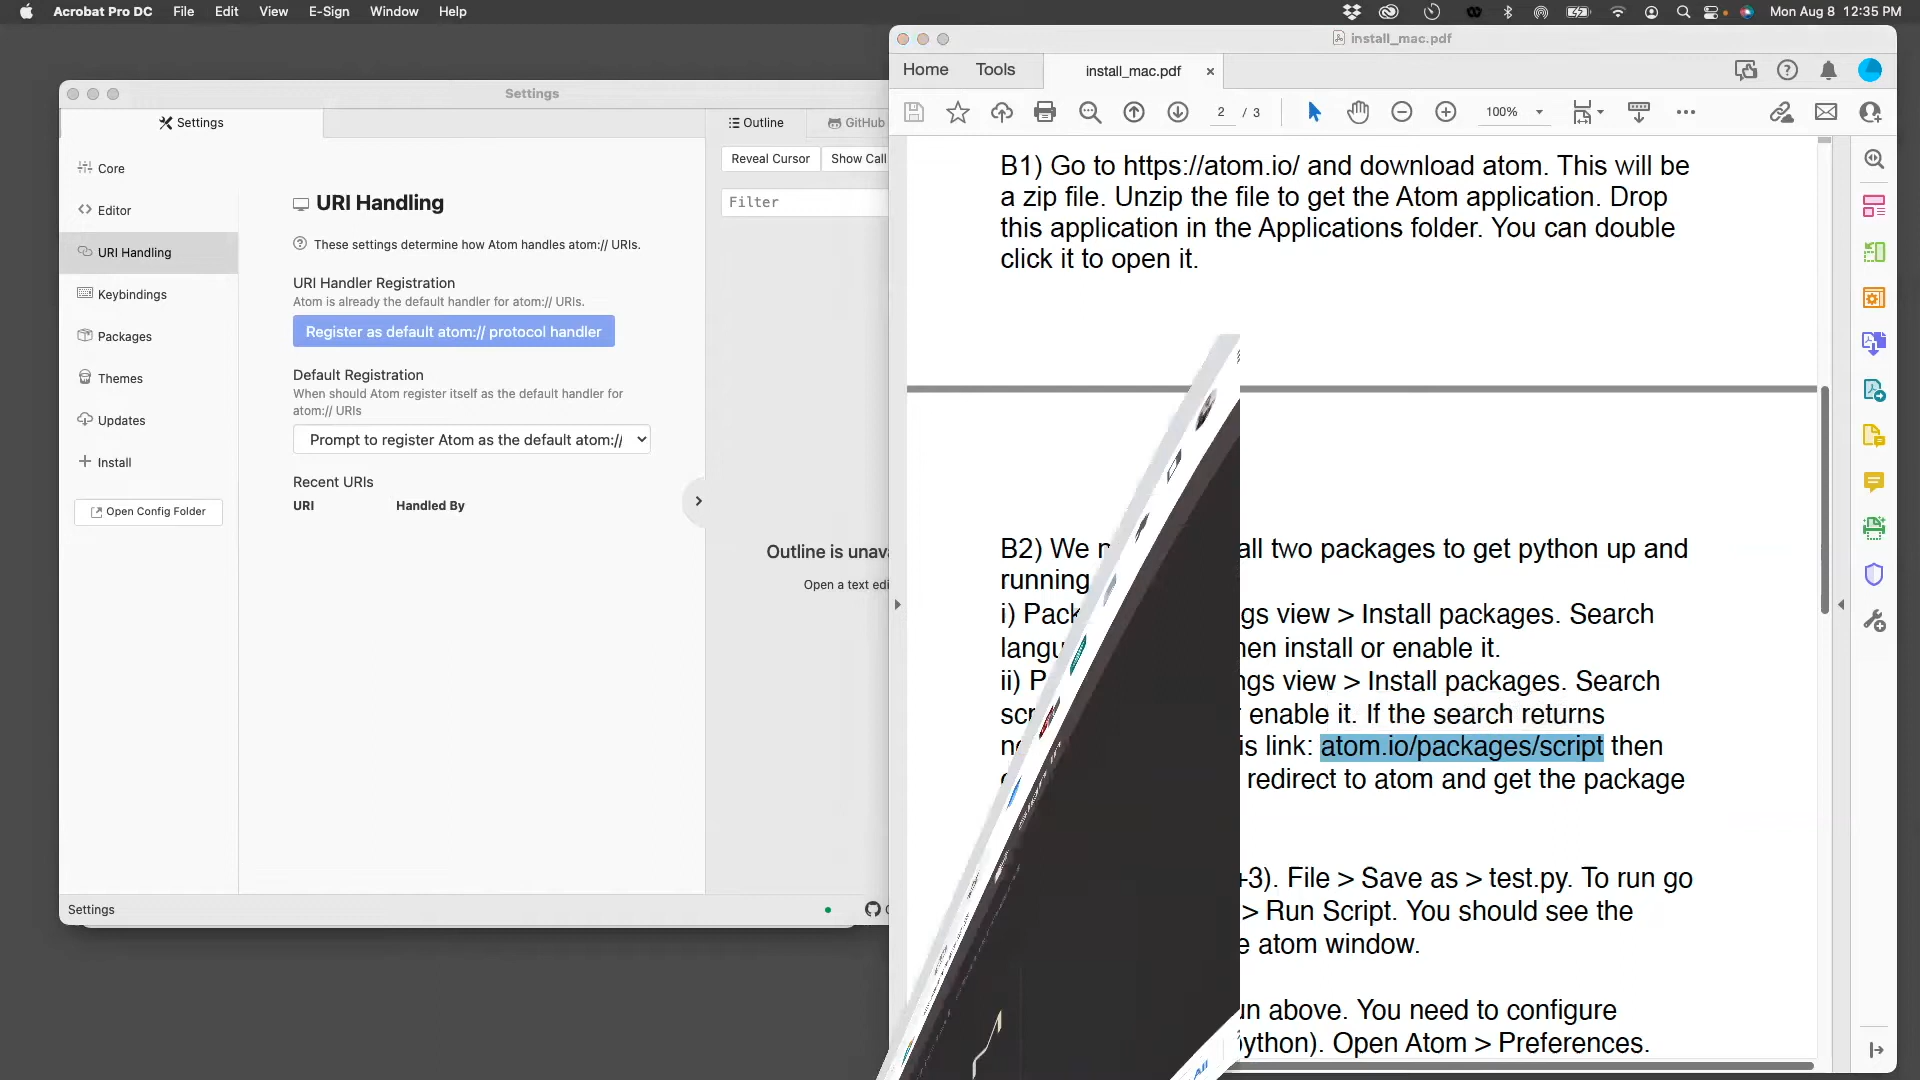 Acrobat Pro DC File Edit View E-Sign Window Help
Mon Aug 8 12:35 PM
Settings
Settings
Outline
GitHub
Reveal Cursor
Show Call
Filter
Core
Editor
URI Handling
Keybindings
Packages
Themes
Updates
Install
Open Config Folder
URI Handling
These settings determine how Atom handles atom:// URIs.
URI Handler Registration
Atom is already the default handler for atom:// URIs.
Register as default atom:// protocol handler
Default Registration
When should Atom register itself as the default handler for
atom:// URIs
Prompt to register Atom as the default atom://
Recent URIs
URI Handled By
Outline is unav
Open a text edi
Settings
install_mac.pdf
Home Tools install_mac.pdf
2 / 3 100%
B1) Go to https://atom.io/ and download atom. This will be
a zip file. Unzip the file to get the Atom application. Drop
this application in the Applications folder. You can double
click it to open it.
B2) We n all two packages to get python up and
running
i) Pack gs view > Install packages. Search
langu en install or enable it.
ii) P ngs view > Install packages. Search
scr enable it. If the search returns
is link: atom.io/packages/script then
redirect to atom and get the package
+3). File > Save as > test.py. To run go
> Run Script. You should see the
e atom window.
un above. You need to configure
python). Open Atom > Preferences.
All